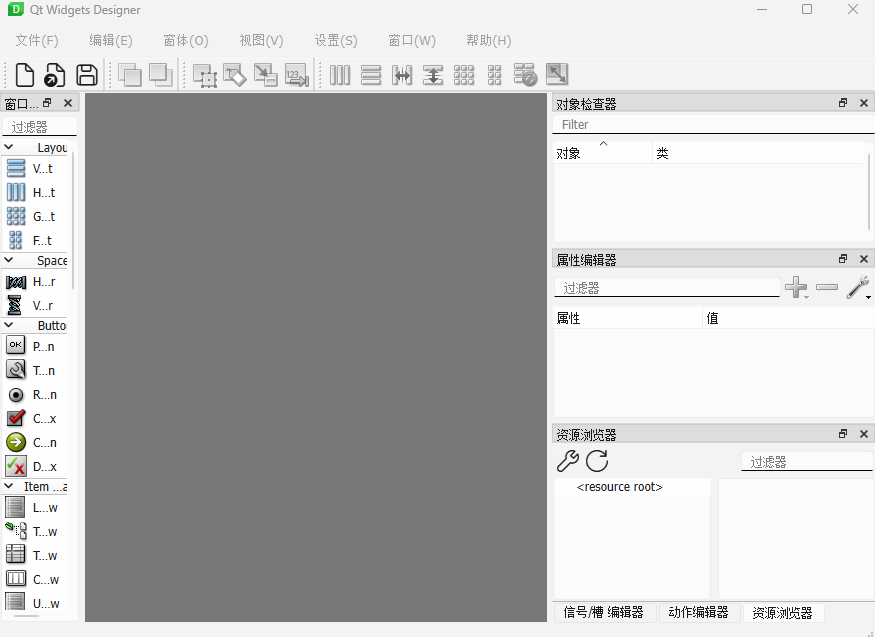 Qt Widgets Designer
文件(F) 编辑(E) 窗体(O) 视图(V) 设置(S) 窗口(W) 帮助(H)
窗口...
过滤器
Layou
V...t
H...t
G...t
F...t
Space
H...r
V...r
Butto
OK P...n
T...n
R...n
C...x
C...n
D...x
Item ...a
L...w
T...w
T...w
C...w
U...w
对象检查器
Filter
对象 类
属性编辑器
过滤器
属性 值
资源浏览器
过滤器
<resource root>
信号/槽 编辑器 动作编辑器 资源浏览器